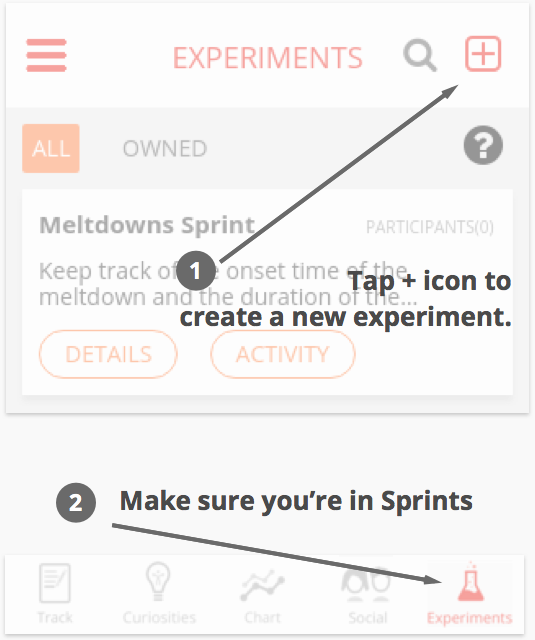 EXPERIMENTS
ALL OWNED ?
Meltdowns Sprint PARTICIPANTS(0)
1
Keep track of the onset time of the
Tap + icon to
meltdown and the duration of the...
create a new experiment.
DETAILS ACTIVITY
2 Make sure you’re in Sprints
Track Curiosities Chart Social Experiments